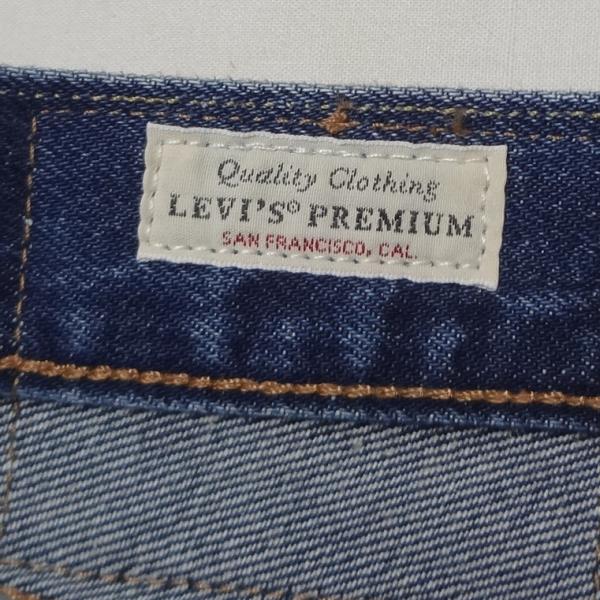 Quality Clothing
LEVI'S® PREMIUM
SAN FRANCISCO, CAL.